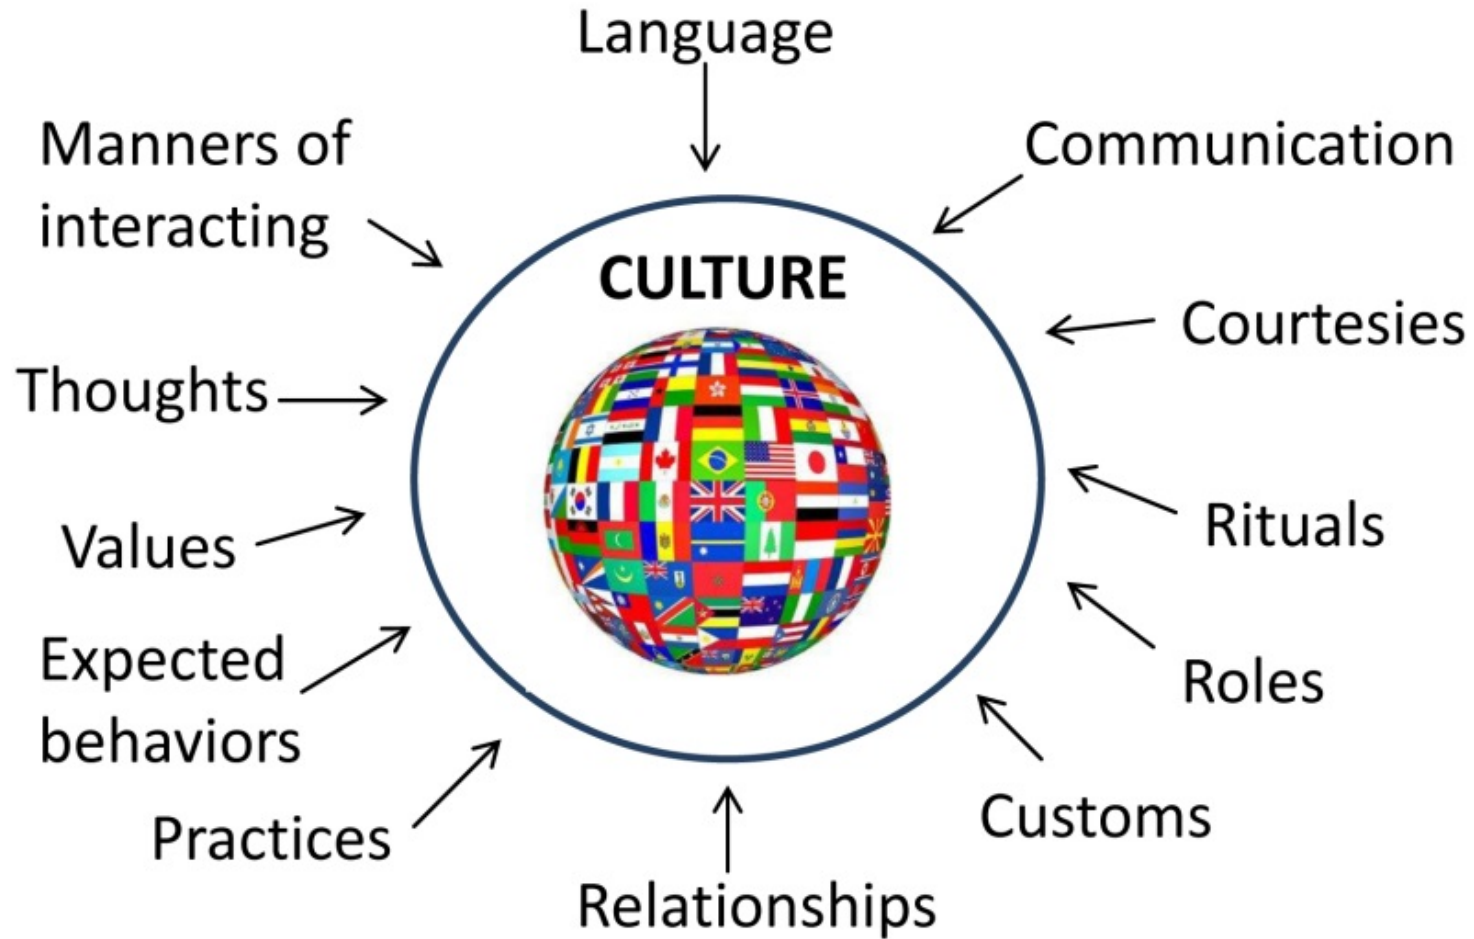 Language
Manners of
interacting
Communication
CULTURE
Courtesies
Thoughts
Values
Rituals
Expected
behaviors
Roles
Practices
Customs
Relationships